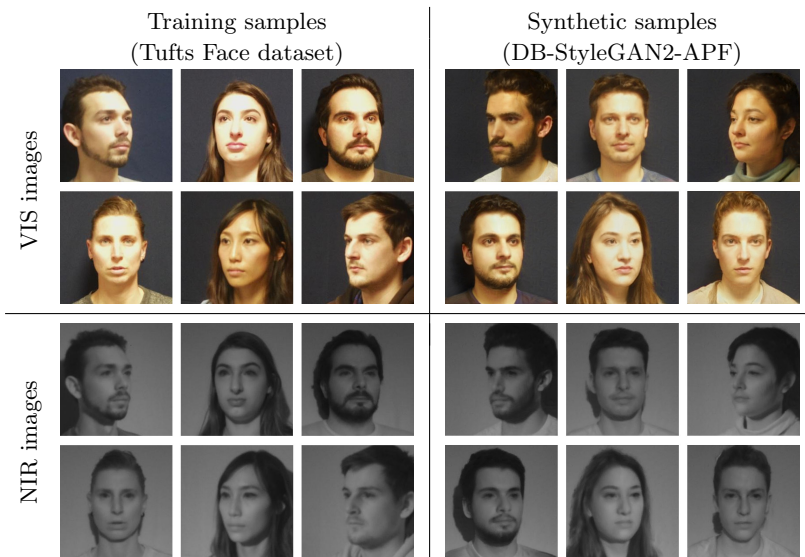 Training samples
(Tufts Face dataset)
Synthetic samples
(DB-StyleGAN2-APF)
VIS images
NIR images